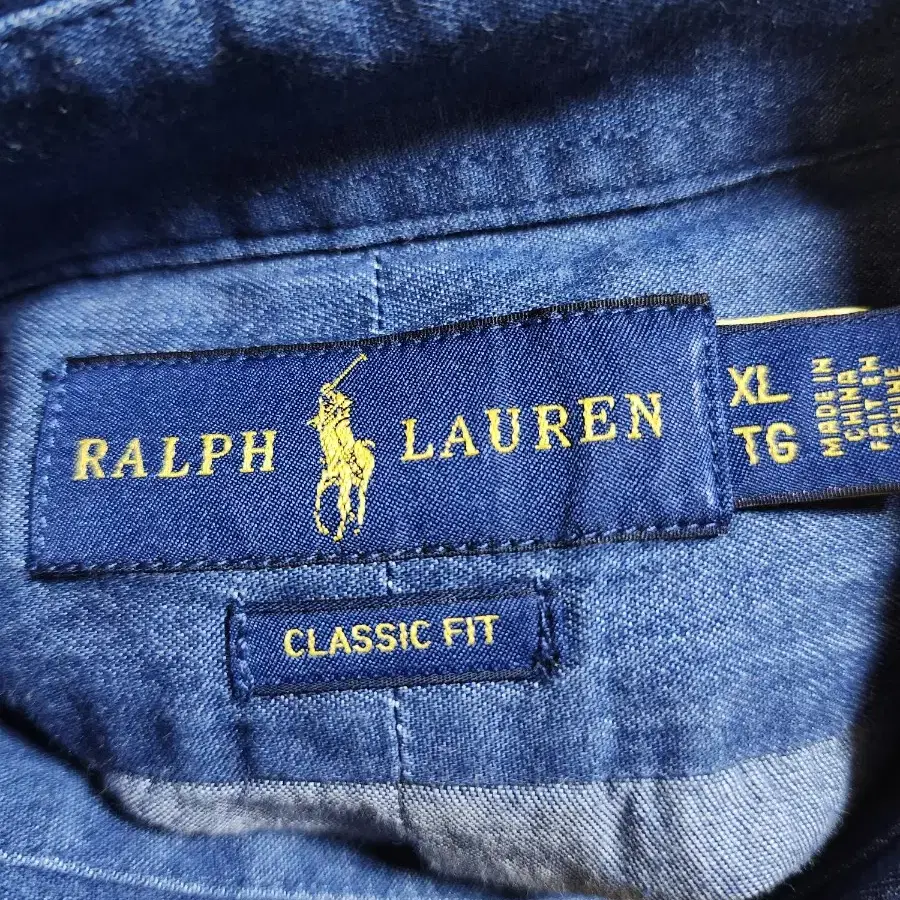 RALPH LAUREN
XL
TG
MADE IN
CHINA
FAIT EN
CHINE
CLASSIC FIT